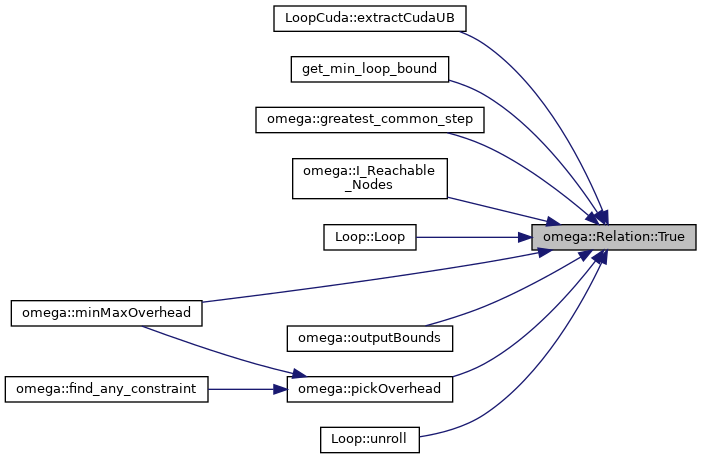 LoopCuda::extractCudaUB
get_min_loop_bound
omega::greatest_common_step
omega::I_Reachable
_Nodes
omega::Relation::True
Loop::Loop
omega::minMaxOverhead
omega::outputBounds
omega::find_any_constraint
omega::pickOverhead
Loop::unroll